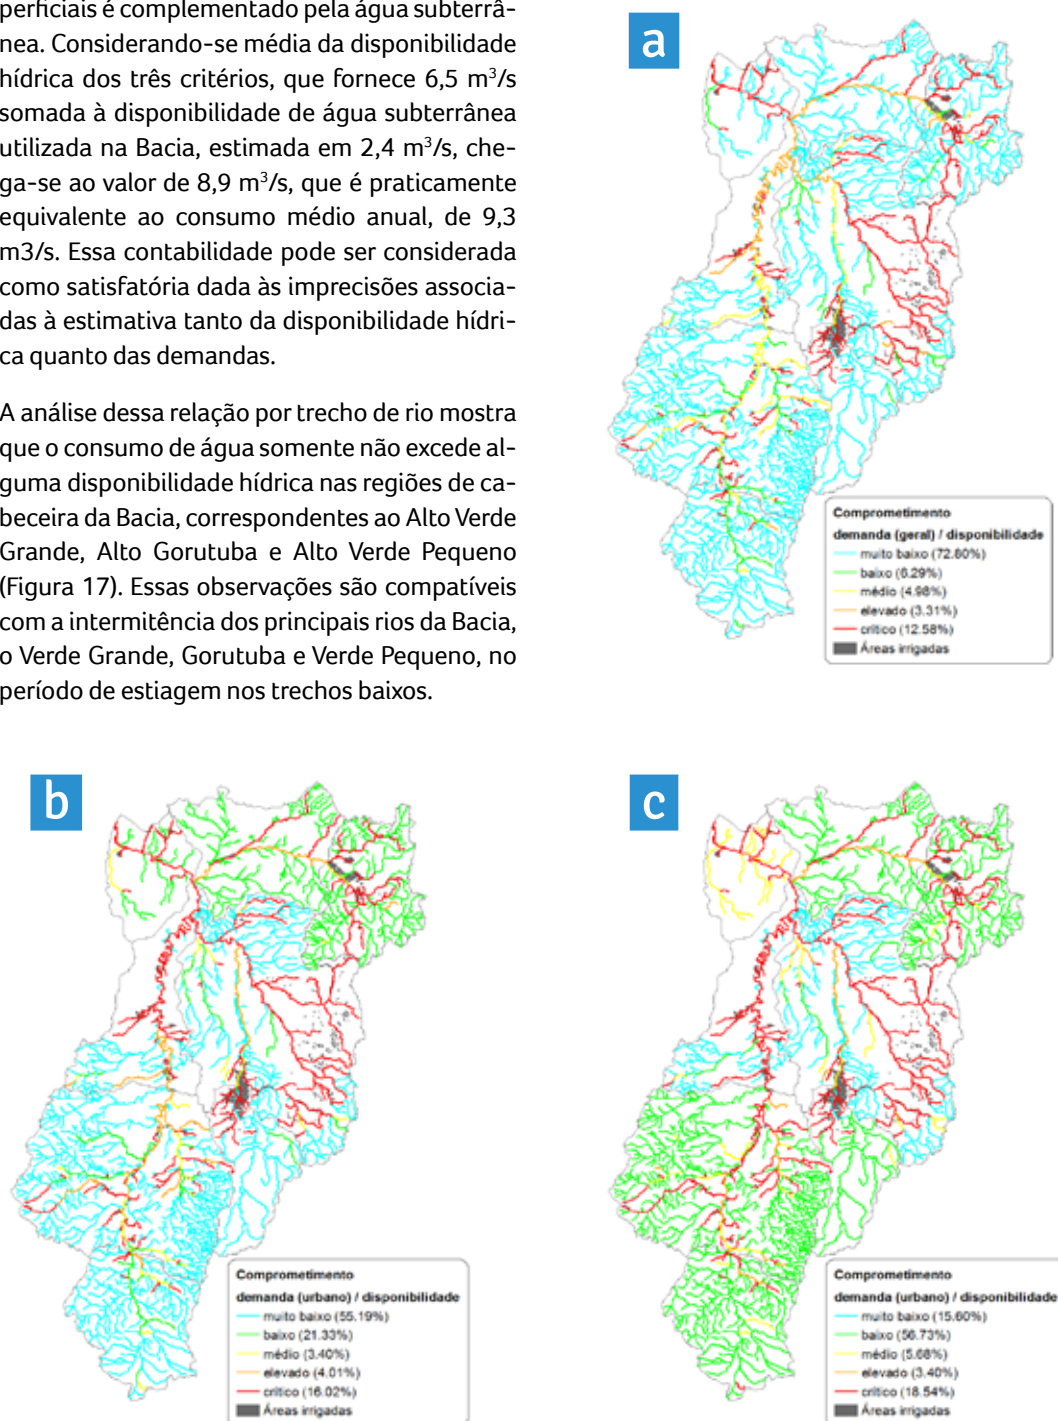 perficiais é complementado pela água subterrâ-
nea. Considerando-se média da disponibilidade
hídrica dos três critérios, que fornece 6,5 m³/s
somada à disponibilidade de água subterrânea
utilizada na Bacia, estimada em 2,4 m³/s, che-
ga-se ao valor de 8,9 m³/s, que é praticamente
equivalente ao consumo médio anual, de 9,3
m3/s. Essa contabilidade pode ser considerada
como satisfatória dada às imprecisões associa-
das à estimativa tanto da disponibilidade hídri-
ca quanto das demandas.
A análise dessa relação por trecho de rio mostra
que o consumo de água somente não excede al-
guma disponibilidade hídrica nas regiões de ca-
beceira da Bacia, correspondentes ao Alto Verde
Grande, Alto Gorutuba e Alto Verde Pequeno
(Figura 17). Essas observações são compatíveis
com a intermitência dos principais rios da Bacia,
o Verde Grande, Gorutuba e Verde Pequeno, no
período de estiagem nos trechos baixos.
a
Comprometimento
demanda (geral) / disponibilidade
muito baixo (72.80%)
baixo (6.29%)
médio (4.98%)
elevado (3.31%)
crítico (12.58%)
Áreas irrigadas
b
Comprometimento
demanda (urbano) / disponibilidade
muito baixo (55.19%)
baixo (21.33%)
médio (3.40%)
elevado (4.01%)
crítico (16.02%)
Áreas irrigadas
c
Comprometimento
demanda (urbano) / disponibilidade
muito baixo (15.60%)
baixo (56.73%)
médio (5.68%)
elevado (3.40%)
crítico (18.54%)
Áreas irrigadas